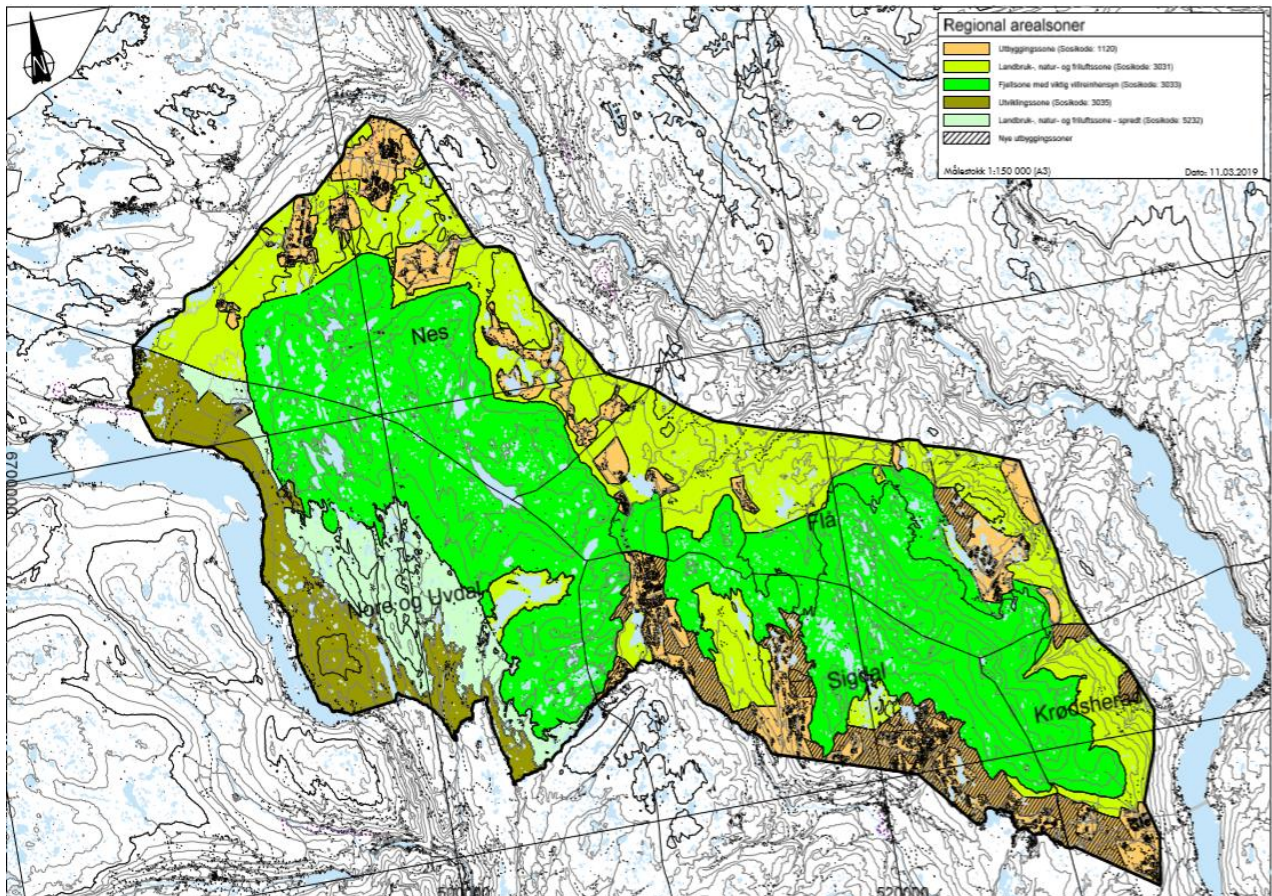 Regional arealsoner
Utbyggingssone (Sosikode: 1120)
Landbruk-, natur- og friluftssone (Sosikode: 3031)
Fjellsone med viktig villreinhensyn (Sosikode: 3033)
Utviklingssone (Sosikode: 3035)
Landbruk-, natur- og friluftssone - spredt (Sosikode: 5232)
Nye utbyggingssoner
Målestokk 1:150 000 (A3) Dato: 11.03.2019
N
Nes
6700000
Flå
Nore og Uvdal
Sigdal
Krødsherad
500000
520000